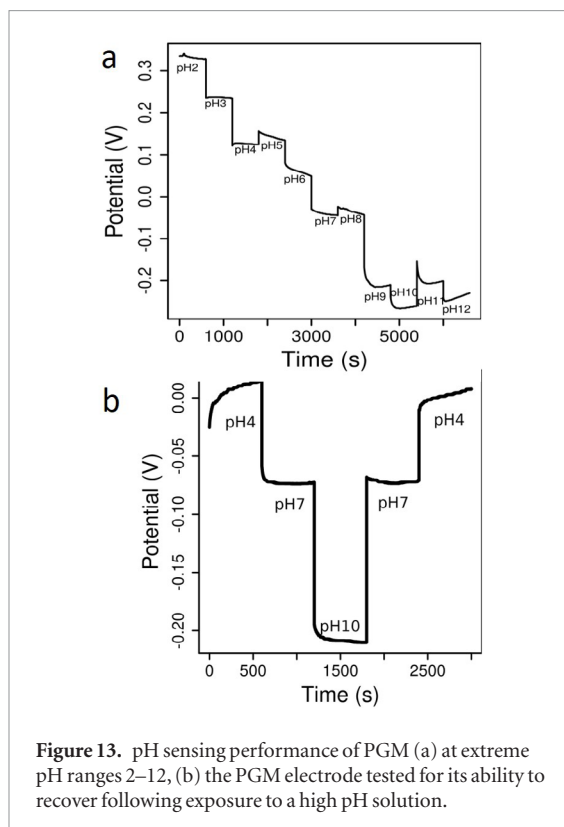 a
Potential (V)
0.3
0.2
0.1
0.0
-0.1
-0.2
pH2
pH3
pH4
pH5
pH6
pH7
pH8
pH9
pH10
pH11
pH12
0
1000
3000
5000
Time (s)
b
Potential (V)
0.00
-0.05
-0.10
-0.15
-0.20
pH4
pH7
pH10
pH7
pH4
0
500
1500
2500
Time (s)
Figure 13. pH sensing performance of PGM (a) at extreme
pH ranges 2–12, (b) the PGM electrode tested for its ability to
recover following exposure to a high pH solution.